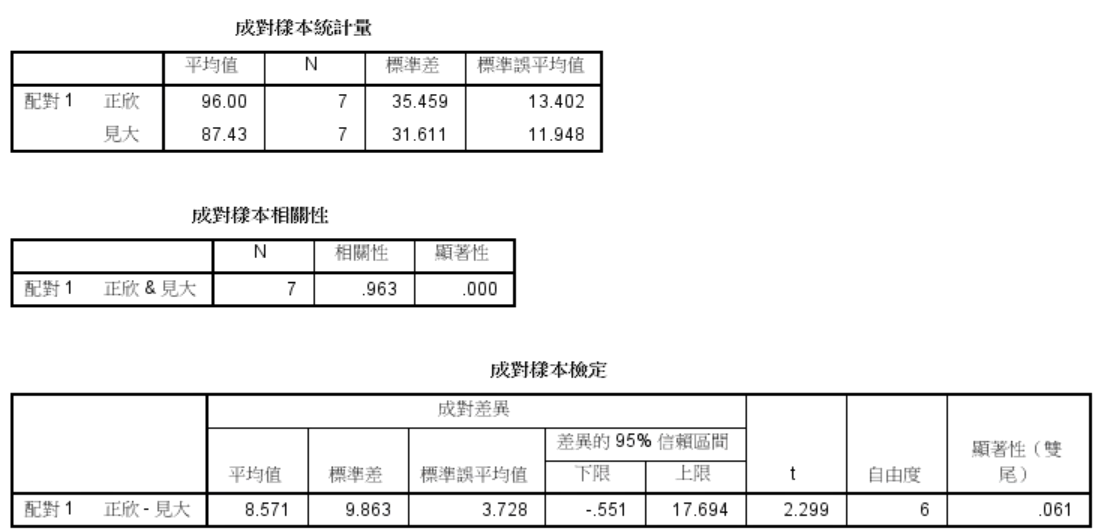 成對樣本統計量
平均值 N 標準差 標準誤平均值
配對 1 正欣 96.00 7 35.459 13.402
見大 87.43 7 31.611 11.948
成對樣本相關性
N 相關性 顯著性
配對 1 正欣 & 見大 7 .963 .000
成對樣本檢定
成對差異
差異的 95% 信賴區間
顯著性（雙
平均值 標準差 標準誤平均值 下限 上限 t 自由度 尾）
配對 1 正欣 - 見大 8.571 9.863 3.728 -.551 17.694 2.299 6 .061